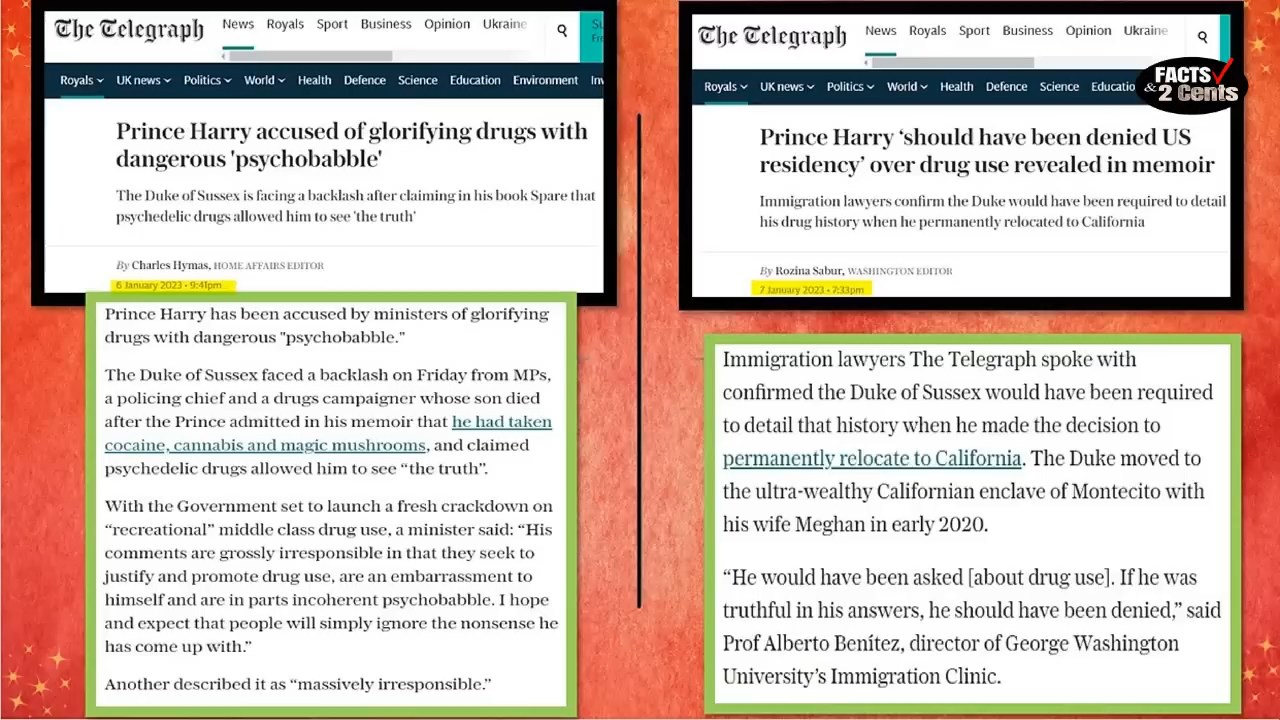 The Telegraph
News Royals Sport Business Opinion Ukraine
Su
Fre
Royals UK news Politics World Health Defence Science Education Environment In
Prince Harry accused of glorifying drugs with
dangerous 'psychobabble'
The Duke of Sussex is facing a backlash after claiming in his book Spare that
psychedelic drugs allowed him to see 'the truth'
By Charles Hymas, HOME AFFAIRS EDITOR
6 January 2023 • 9:41pm
Prince Harry has been accused by ministers of glorifying
drugs with dangerous "psychobabble."
The Duke of Sussex faced a backlash on Friday from MPs,
a policing chief and a drugs campaigner whose son died
after the Prince admitted in his memoir that he had taken
cocaine, cannabis and magic mushrooms, and claimed
psychedelic drugs allowed him to see “the truth”.
With the Government set to launch a fresh crackdown on
“recreational” middle class drug use, a minister said: “His
comments are grossly irresponsible in that they seek to
justify and promote drug use, are an embarrassment to
himself and are in parts incoherent psychobabble. I hope
and expect that people will simply ignore the nonsense he
has come up with.”
Another described it as “massively irresponsible.”
The Telegraph
News Royals Sport Business Opinion Ukraine
FACTS
& 2 Cents
Royals UK news Politics World Health Defence Science Educatio
Prince Harry ‘should have been denied US
residency’ over drug use revealed in memoir
Immigration lawyers confirm the Duke would have been required to detail
his drug history when he permanently relocated to California
By Rozina Sabur, WASHINGTON EDITOR
7 January 2023 • 7:33pm
Immigration lawyers The Telegraph spoke with
confirmed the Duke of Sussex would have been required
to detail that history when he made the decision to
permanently relocate to California. The Duke moved to
the ultra-wealthy Californian enclave of Montecito with
his wife Meghan in early 2020.
“He would have been asked [about drug use]. If he was
truthful in his answers, he should have been denied,” said
Prof Alberto Benítez, director of George Washington
University’s Immigration Clinic.